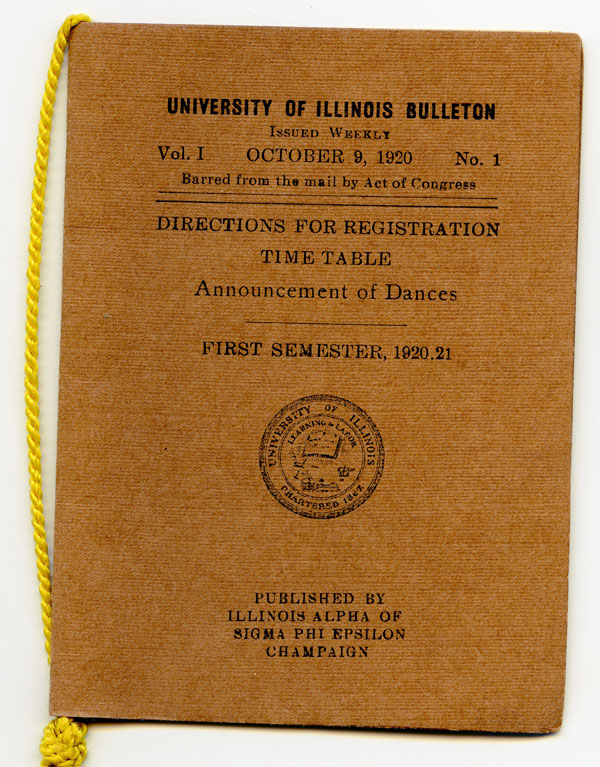 UNIVERSITY OF ILLINOIS BULLETON
ISSUED WEEKLY
Vol. I OCTOBER 9, 1920 No. 1
Barred from the mail by Act of Congress
DIRECTIONS FOR REGISTRATION
TIME TABLE
Announcement of Dances
FIRST SEMESTER, 1920.21
UNIVERSITY OF ILLINOIS
LEARNING & LABOR
CHARTERED 1867
PUBLISHED BY
ILLINOIS ALPHA OF
SIGMA PHI EPSILON
CHAMPAIGN